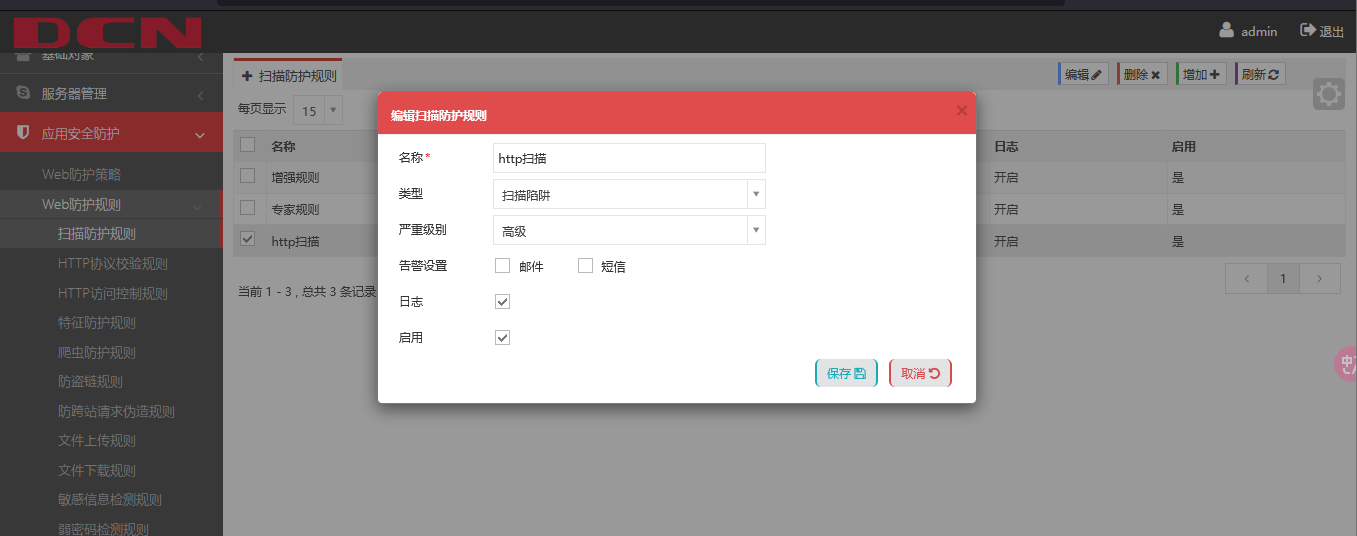 DCN
admin
退出
基础对象
服务器管理
应用安全防护
Web防护策略
Web防护规则
扫描防护规则
HTTP协议校验规则
HTTP访问控制规则
特征防护规则
爬虫防护规则
防盗链规则
防跨站请求伪造规则
文件上传规则
文件下载规则
敏感信息检测规则
弱密码检测规则
扫描防护规则
编辑 删除 增加 刷新
每页显示 15
名称 日志 启用
增强规则 开启 是
专家规则 开启 是
http扫描 开启 是
当前 1 - 3 , 总共 3 条记录
1
编辑扫描防护规则
名称* http扫描
类型 扫描陷阱
严重级别 高级
告警设置 邮件 短信
日志
启用
保存 取消